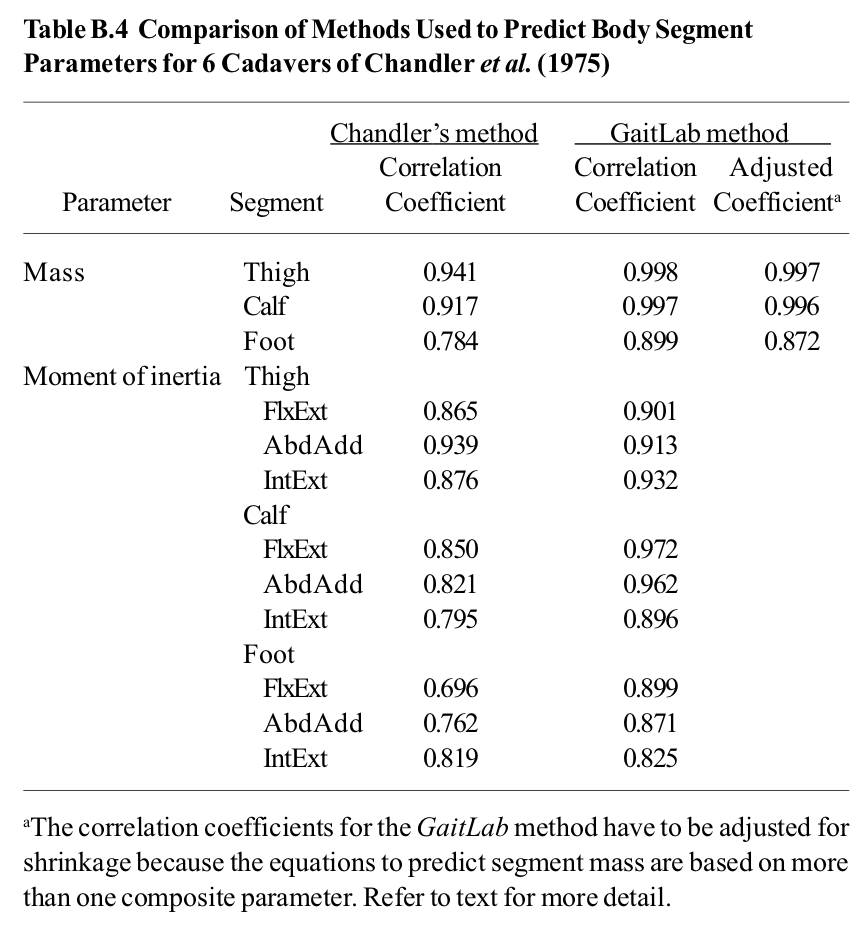 Table B.4 Comparison of Methods Used to Predict Body Segment
Parameters for 6 Cadavers of Chandler et al. (1975)
Chandler's method GaitLab method
Correlation Correlation Adjusted
Parameter Segment Coefficient Coefficient Coefficientᵃ
Mass Thigh 0.941 0.998 0.997
Calf 0.917 0.997 0.996
Foot 0.784 0.899 0.872
Moment of inertia Thigh
FlxExt 0.865 0.901
AbdAdd 0.939 0.913
IntExt 0.876 0.932
Calf
FlxExt 0.850 0.972
AbdAdd 0.821 0.962
IntExt 0.795 0.896
Foot
FlxExt 0.696 0.899
AbdAdd 0.762 0.871
IntExt 0.819 0.825
ᵃThe correlation coefficients for the GaitLab method have to be adjusted for
shrinkage because the equations to predict segment mass are based on more
than one composite parameter. Refer to text for more detail.